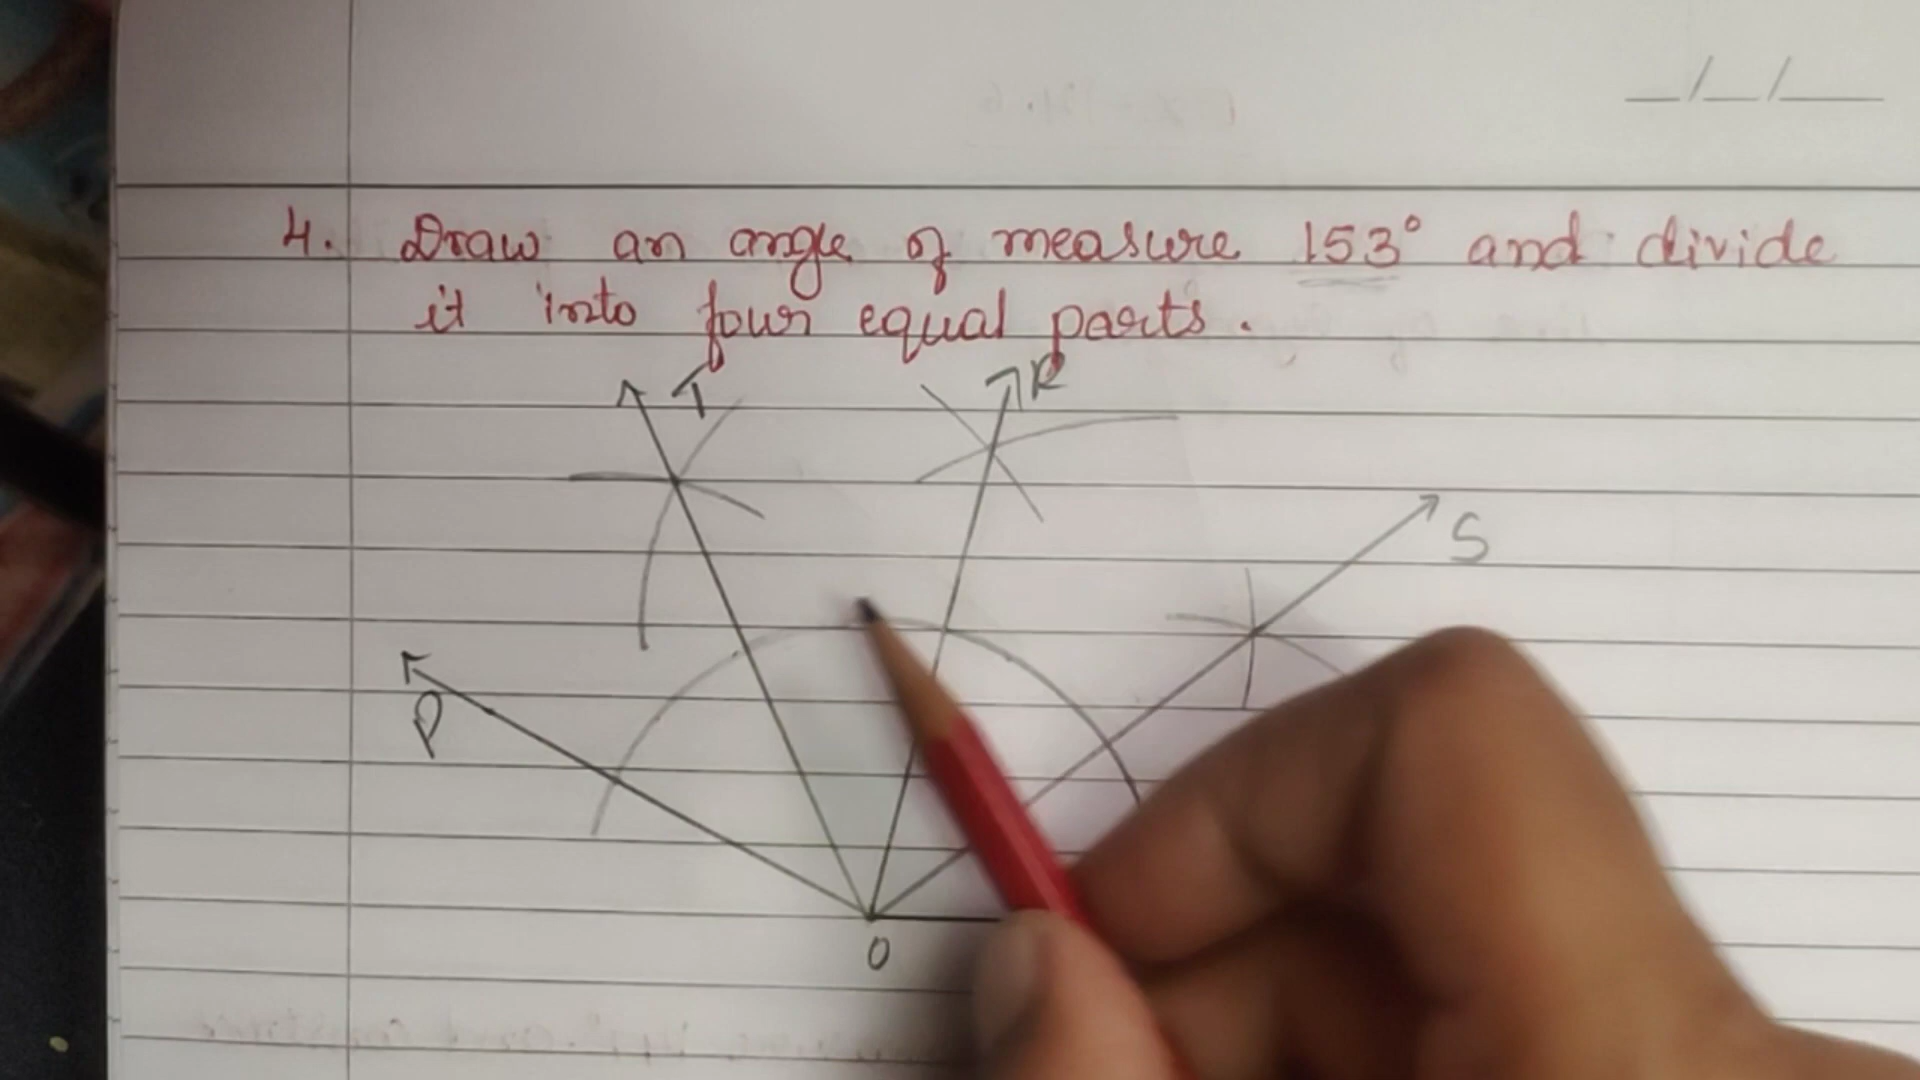 4. Draw an angle of measure 153° and divide
it into four equal parts.
T R
S
P
O